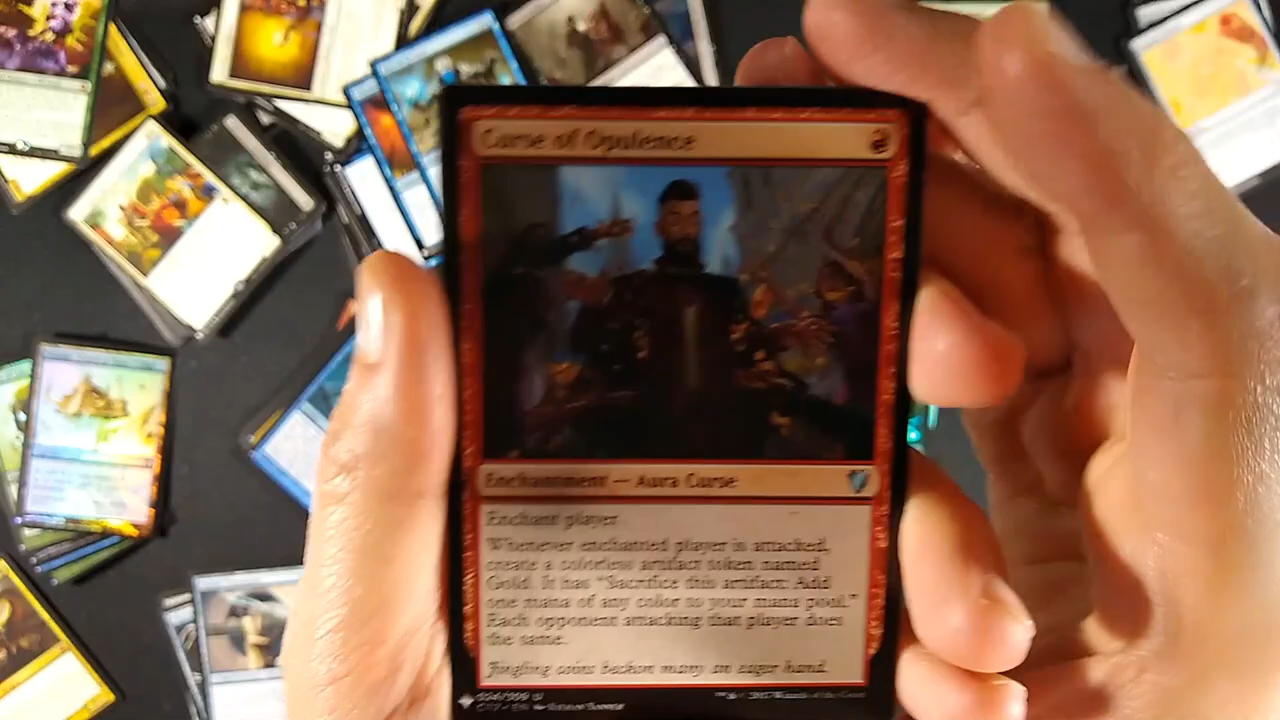 Curse of Opulence
Enchantment — Aura Curse
Enchant player
Whenever enchanted player is attacked,
create a colorless artifact token named
Gold. It has "Sacrifice this artifact: Add
one mana of any color to your mana pool."
Each opponent attacking that player does
the same.
Jingling coins beckon many an eager hand.
C17 • EN